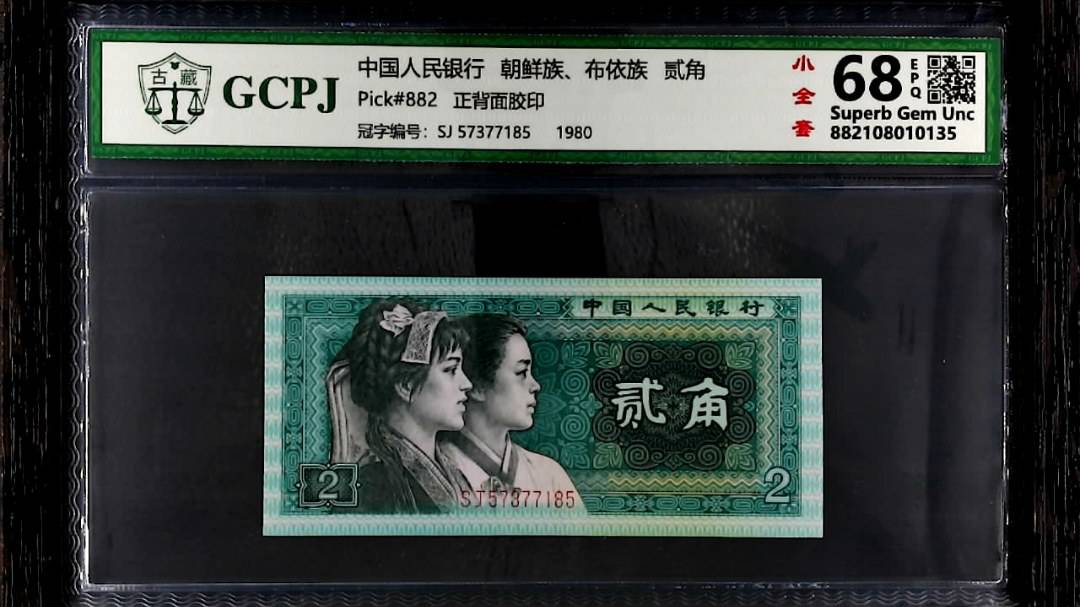 古藏
GCPJ
中国人民银行 朝鲜族、布依族 贰角
Pick#882 正背面胶印
冠字编号: SJ 57377185 1980
小全套
68
EPQ
Superb Gem Unc
882108010135
中国人民银行
贰角
2
SJ57377185
2